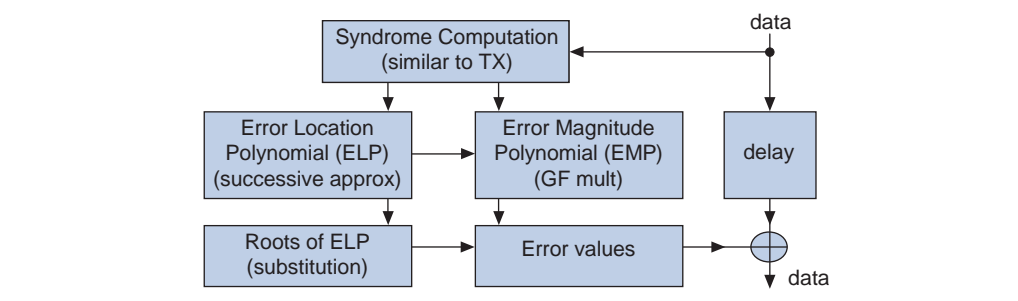 data
Syndrome Computation
(similar to TX)
Error Location
Polynomial (ELP)
(successive approx)
Error Magnitude
Polynomial (EMP)
(GF mult)
delay
Roots of ELP
(substitution)
Error values
data